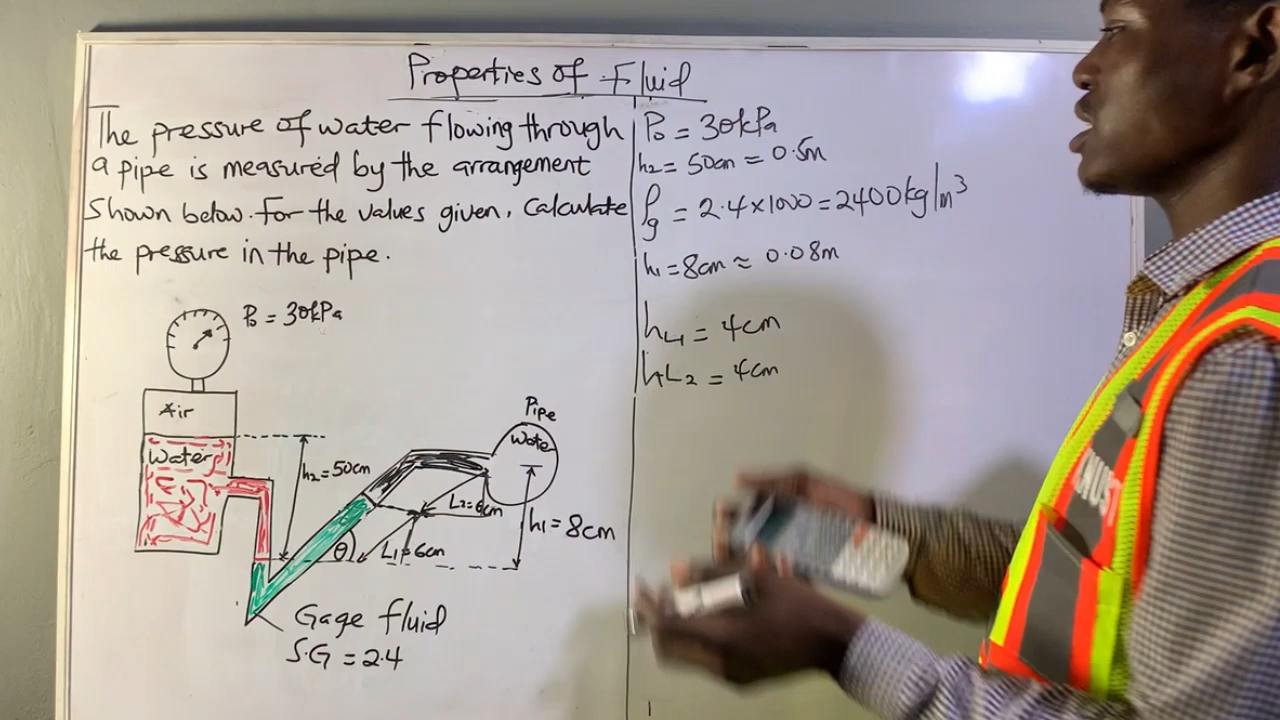 Properties of Fluid
The pressure of water flowing through
a pipe is measured by the arrangement
Shown below. For the values given, Calculate
the pressure in the pipe.
P₀ = 30kPa
Air
Water
h₂ = 50cm
Pipe
Water
L₂ = 6cm
h₁ = 8cm
θ
L₁ = 6cm
Gage fluid
S.G = 2.4
P₀ = 30kPa
h₂ = 50cm ≈ 0.5m
ρg = 2.4 × 1000 = 2400kg/m³
h₁ = 8cm ≈ 0.08m
hL₁ = 4cm
hL₂ = 4cm